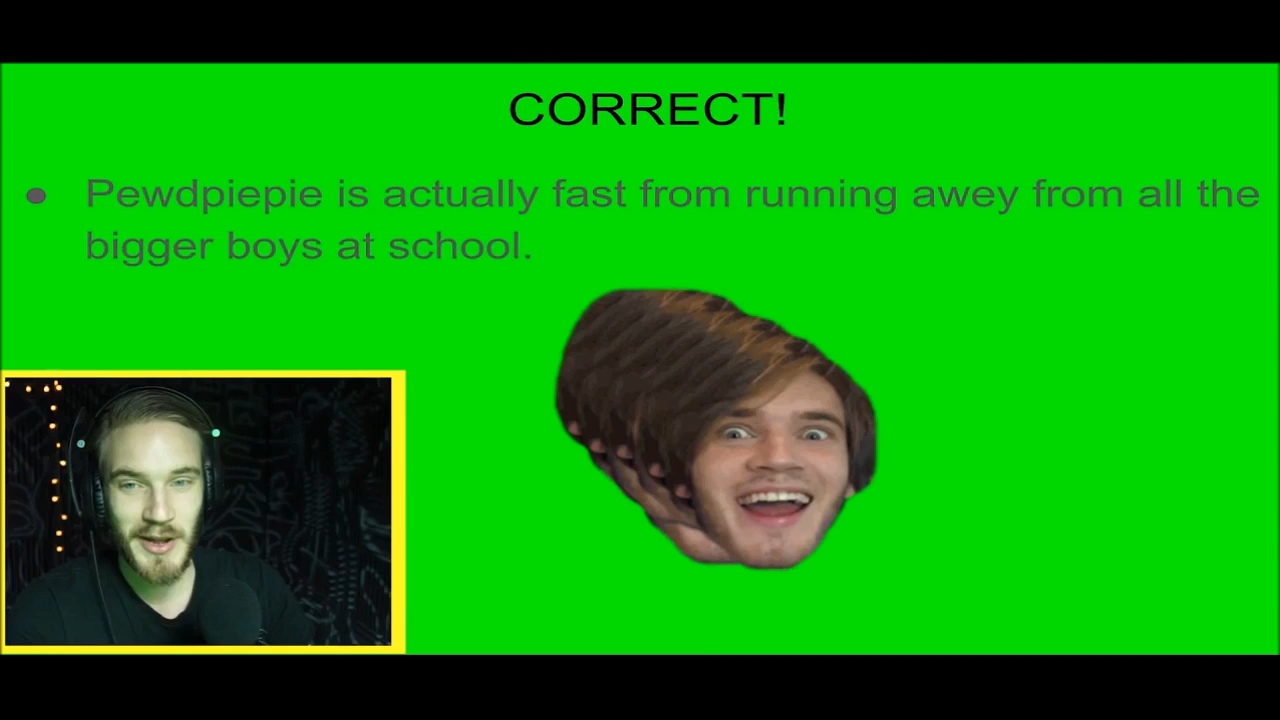 CORRECT!
● Pewdpiepie is actually fast from running awey from all the
bigger boys at school.